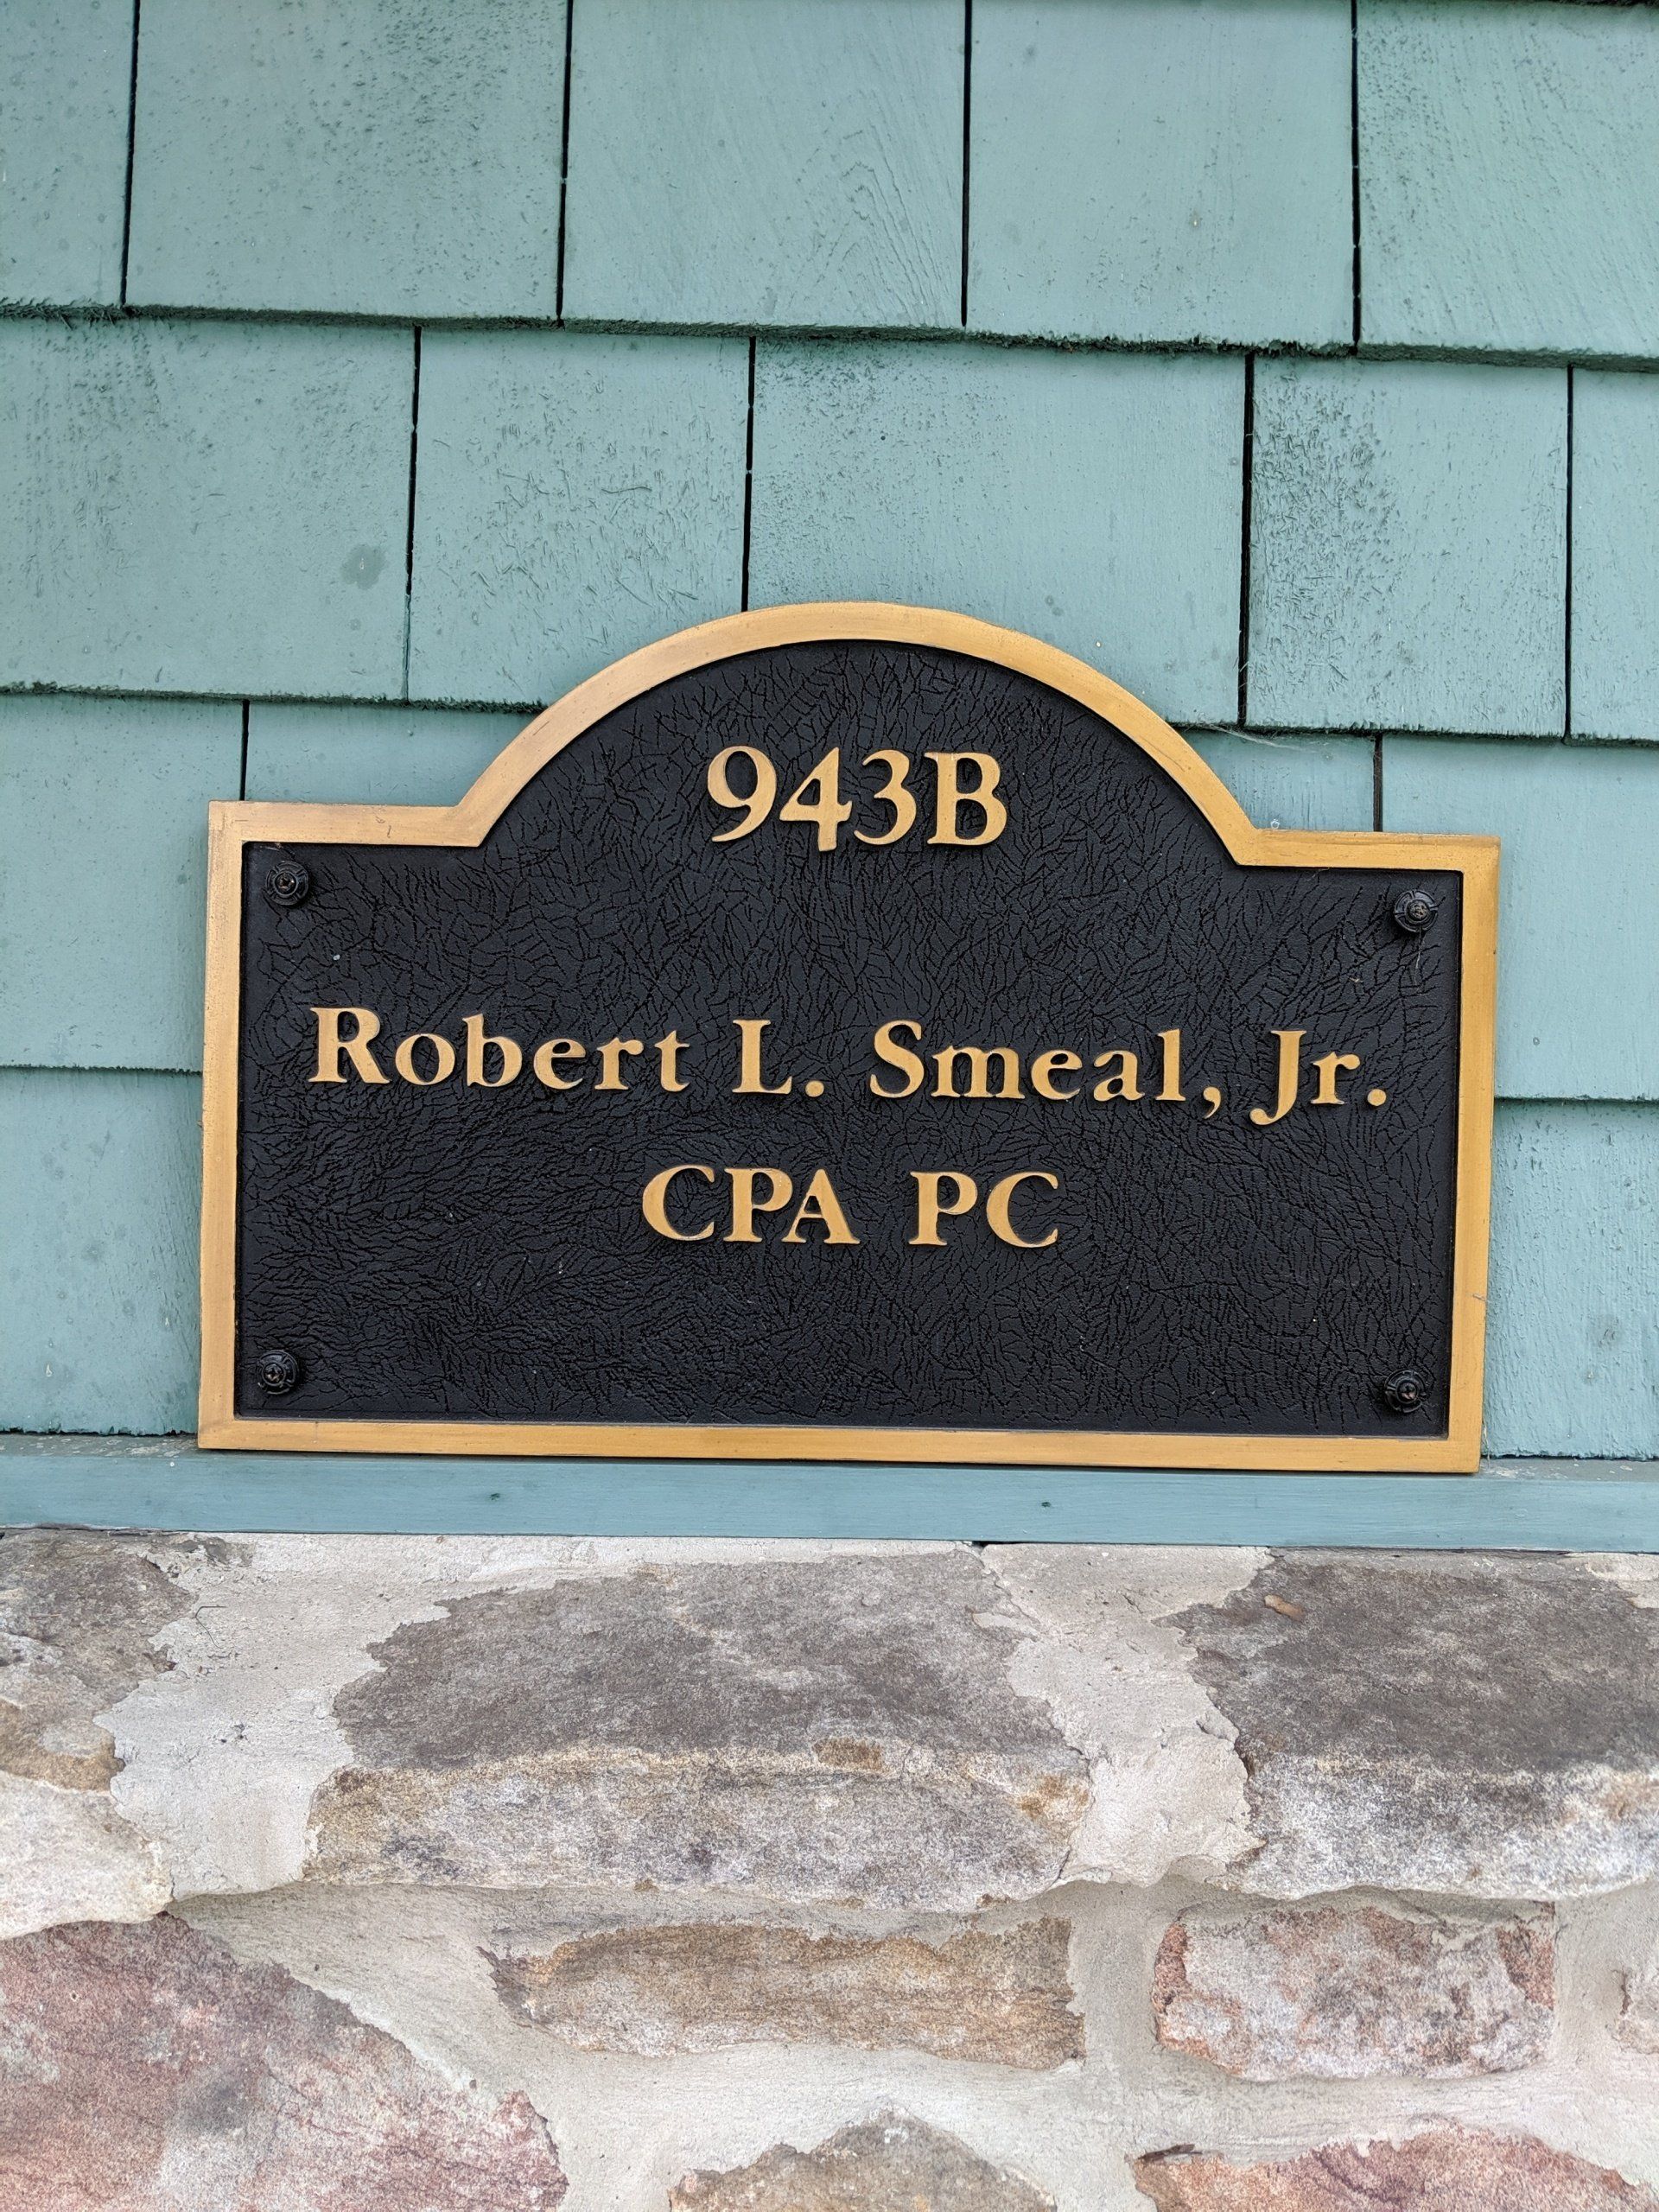 943B
Robert L. Smeal, Jr.
CPA PC